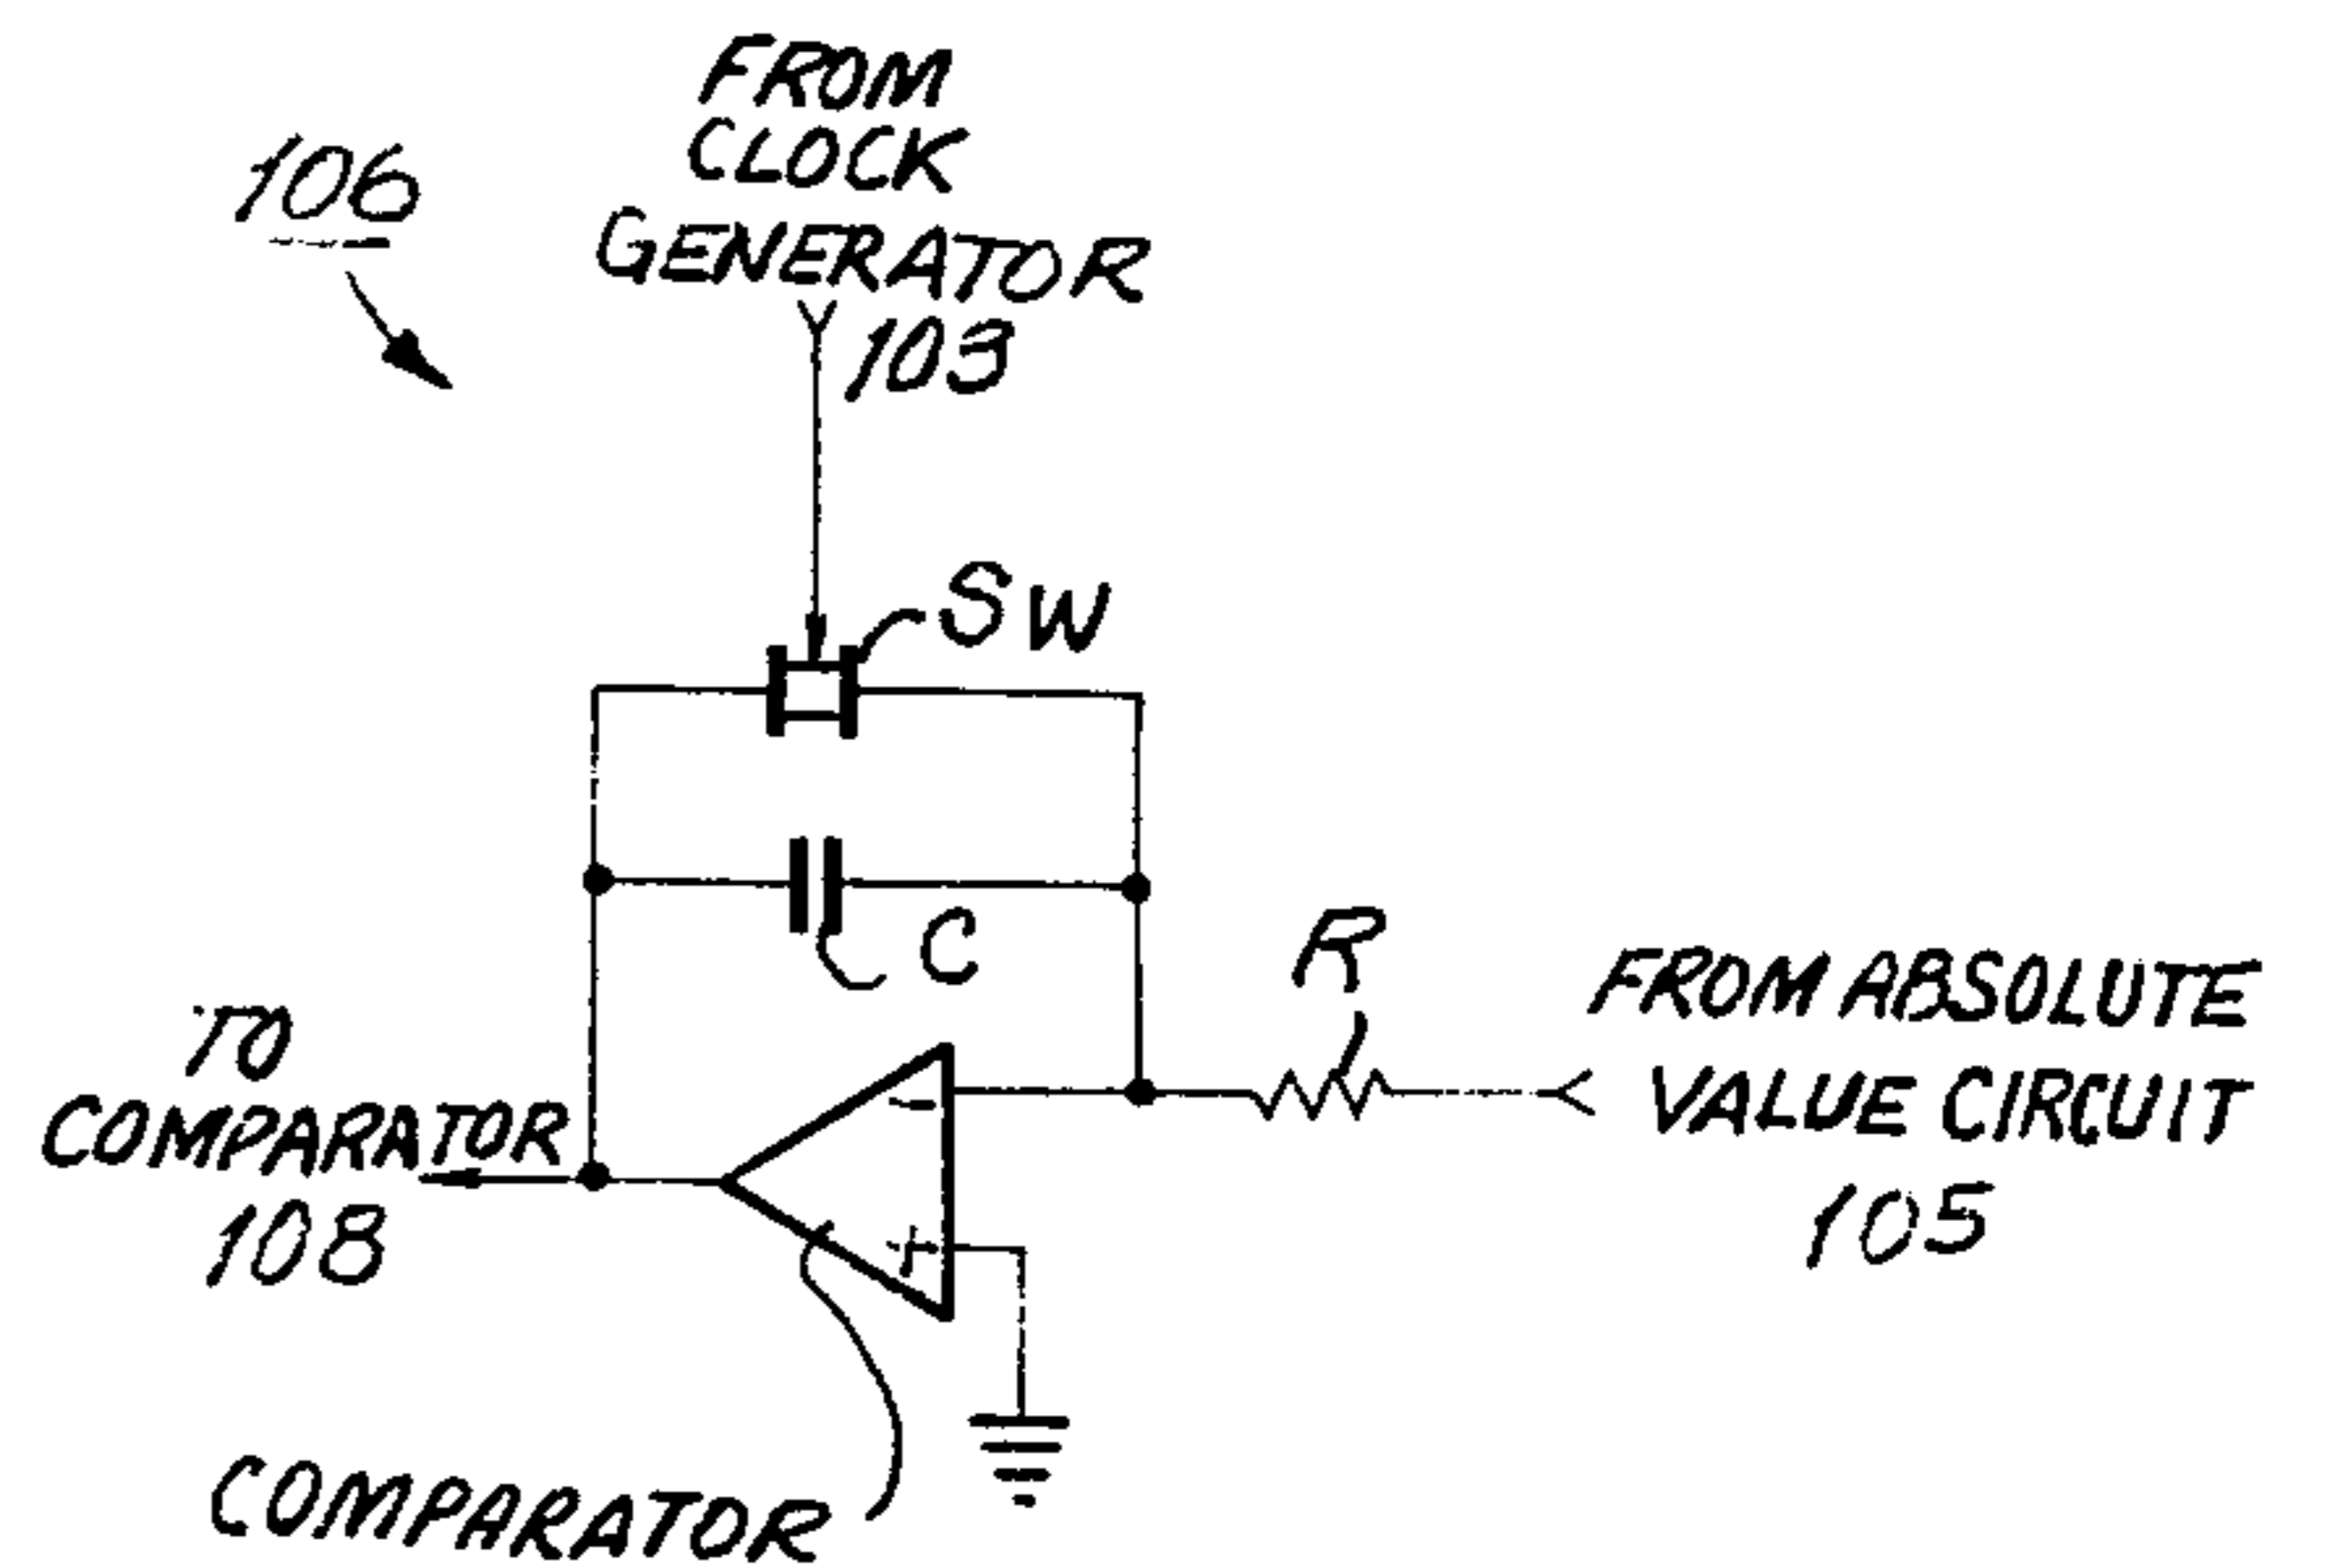 106
FROM
CLOCK
GENERATOR
103
SW
C
R
FROM ABSOLUTE
VALUE CIRCUIT
105
TO
COMPARATOR
108
-
+
COMPARATOR